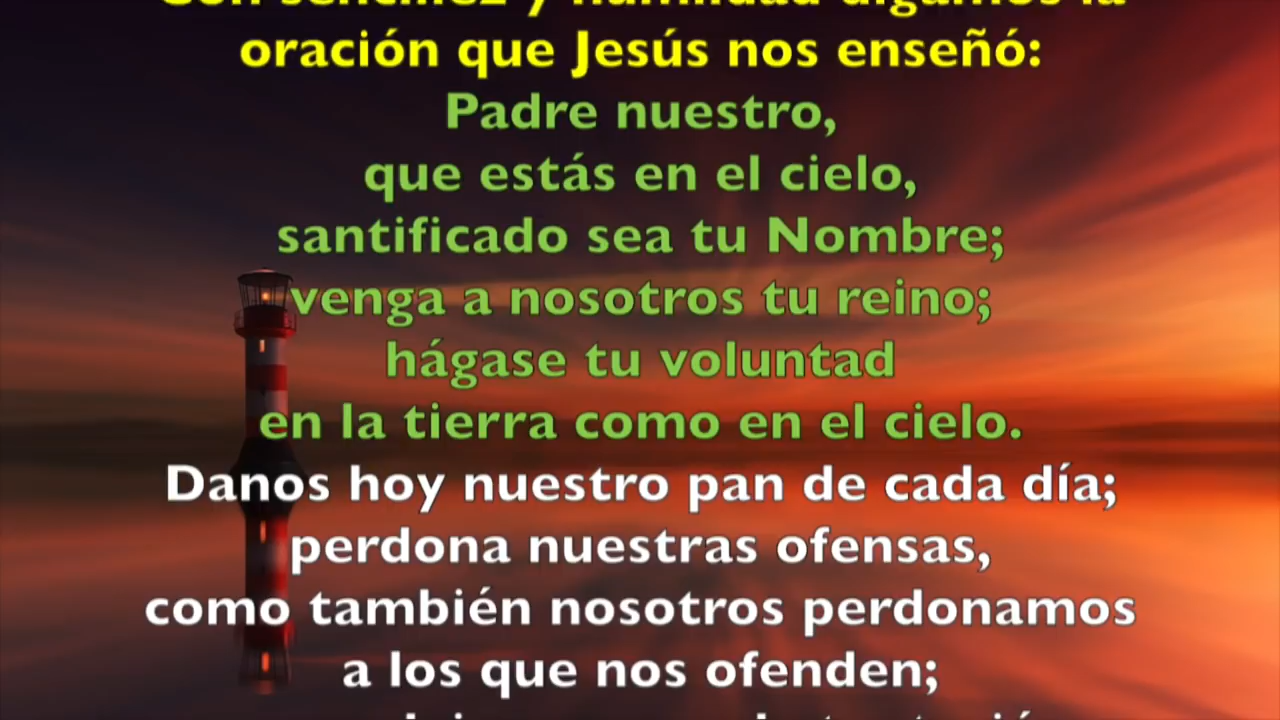 Con sencillez y humildad digamos la
oración que Jesús nos enseñó:
Padre nuestro,
que estás en el cielo,
santificado sea tu Nombre;
venga a nosotros tu reino;
hágase tu voluntad
en la tierra como en el cielo.
Danos hoy nuestro pan de cada día;
perdona nuestras ofensas,
como también nosotros perdonamos
a los que nos ofenden;